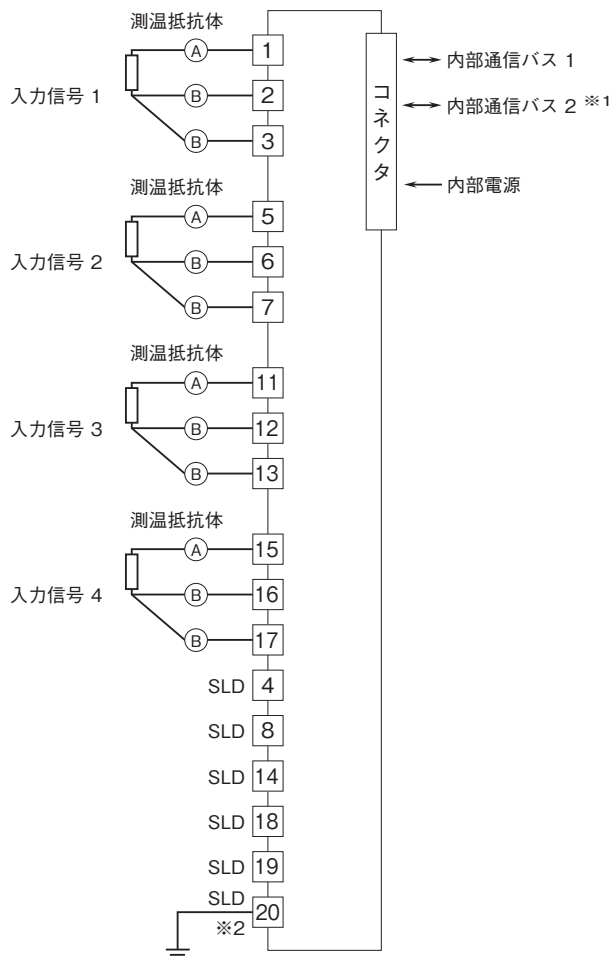 測温抵抗体
入力信号 1
A 1
B 2
B 3
測温抵抗体
入力信号 2
A 5
B 6
B 7
測温抵抗体
入力信号 3
A 11
B 12
B 13
測温抵抗体
入力信号 4
A 15
B 16
B 17
SLD 4
SLD 8
SLD 14
SLD 18
SLD 19
SLD 20
※2
コネクタ
内部通信バス 1
内部通信バス 2 ※1
内部電源